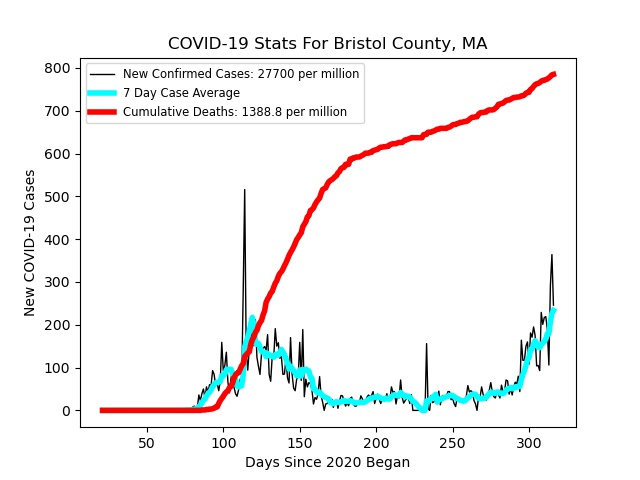 COVID-19 Stats For Bristol County, MA
New Confirmed Cases: 27700 per million
7 Day Case Average
Cumulative Deaths: 1388.8 per million
New COVID-19 Cases
800
700
600
500
400
300
200
100
0
50 100 150 200 250 300
Days Since 2020 Began